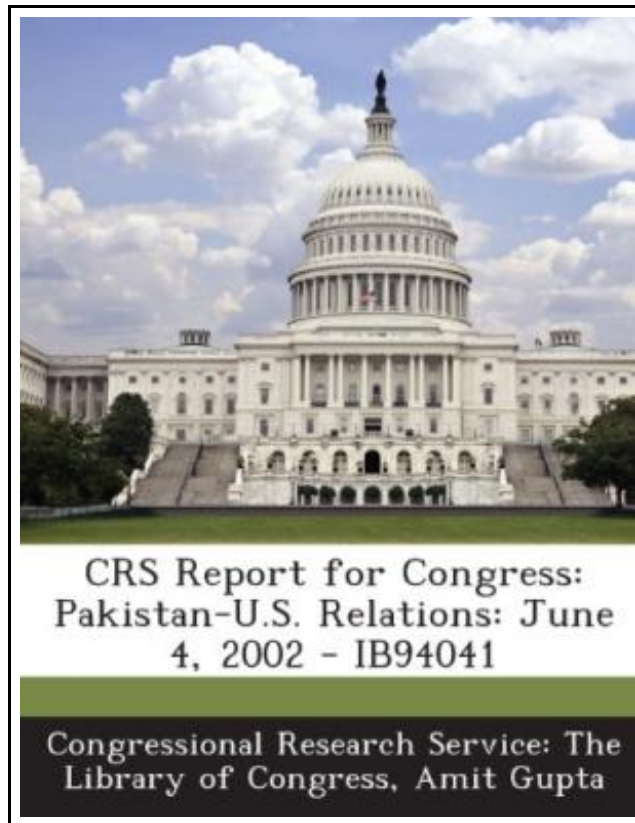 CRS Report for Congress:
Pakistan-U.S. Relations: June
4, 2002 - IB94041
Congressional Research Service: The
Library of Congress, Amit Gupta